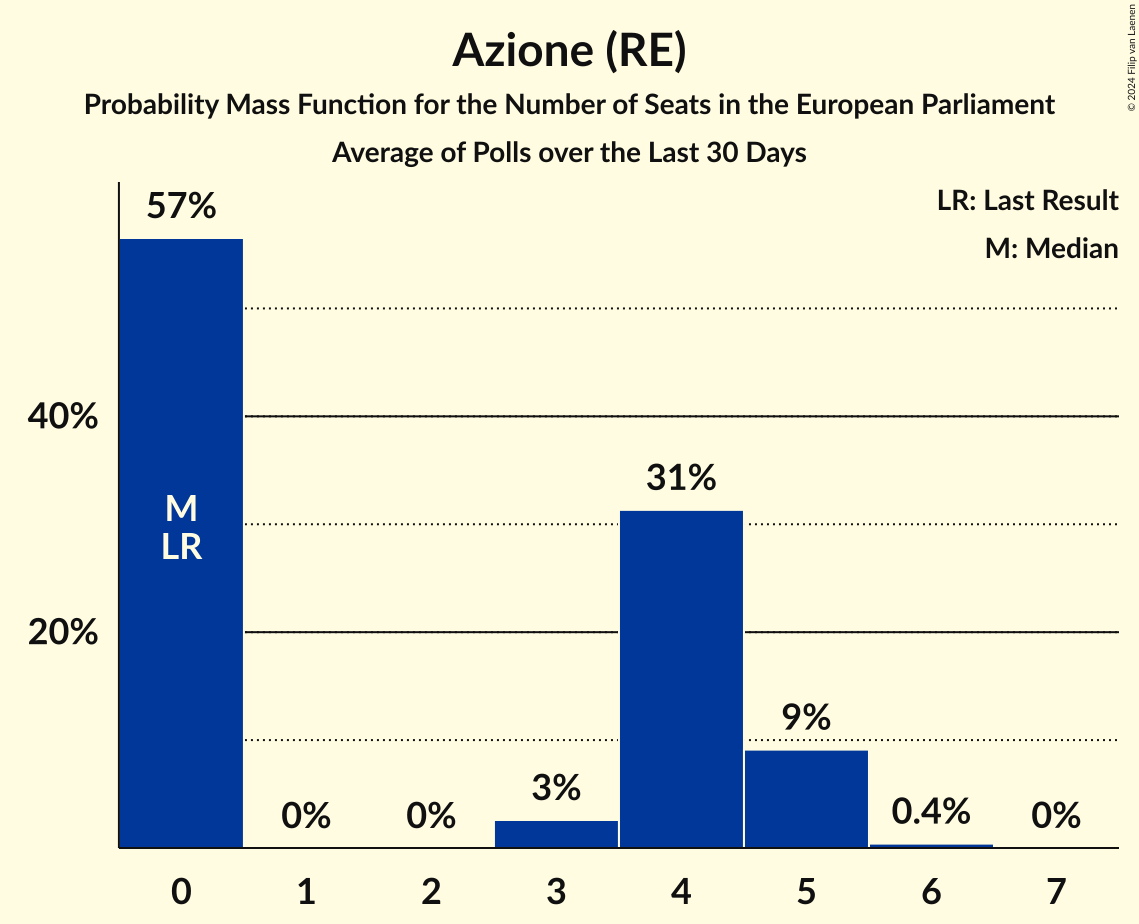 Azione (RE)
Probability Mass Function for the Number of Seats in the European Parliament
Average of Polls over the Last 30 Days
© 2024 Filip van Laenen
LR: Last Result
M: Median
57%
40%
31%
M
LR
20%
9%
3%
0%
0%
0.4%
0%
0 1 2 3 4 5 6 7